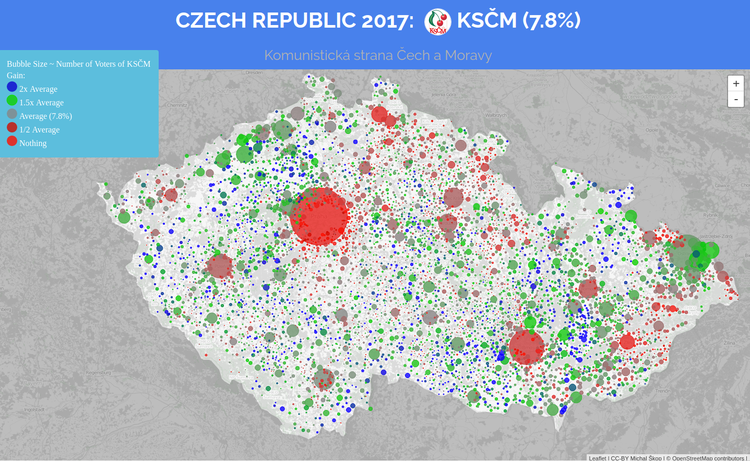 CZECH REPUBLIC 2017: KSČM KSČM (7.8%)
Komunistická strana Čech a Moravy
Bubble Size ~ Number of Voters of KSČM
Gain:
2x Average
1.5x Average
Average (7.8%)
1/2 Average
Nothing
+
-
Leaflet | CC-BY Michal Škop | © OpenStreetMap contributors |